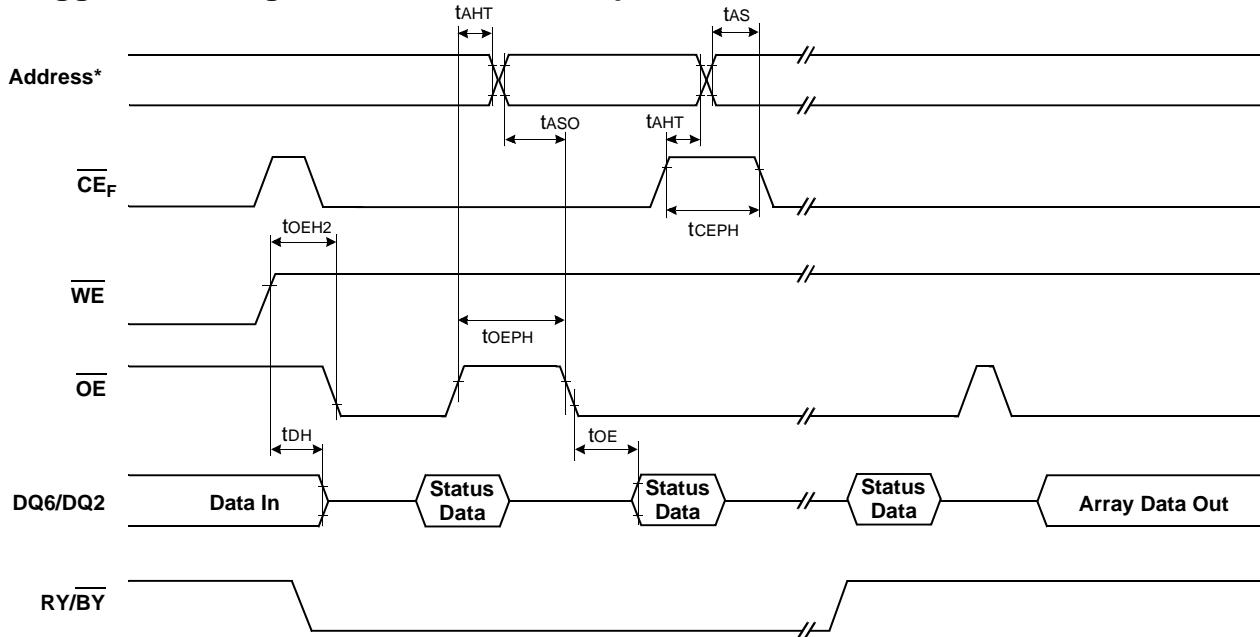 tAHT
tAS
Address*
tASO
tAHT
CEF
tOEH2
tCEPH
WE
tOEPH
OE
tDH
tOE
DQ6/DQ2
Data In
Status
Data
Status
Data
Status
Data
Array Data Out
RY/BY